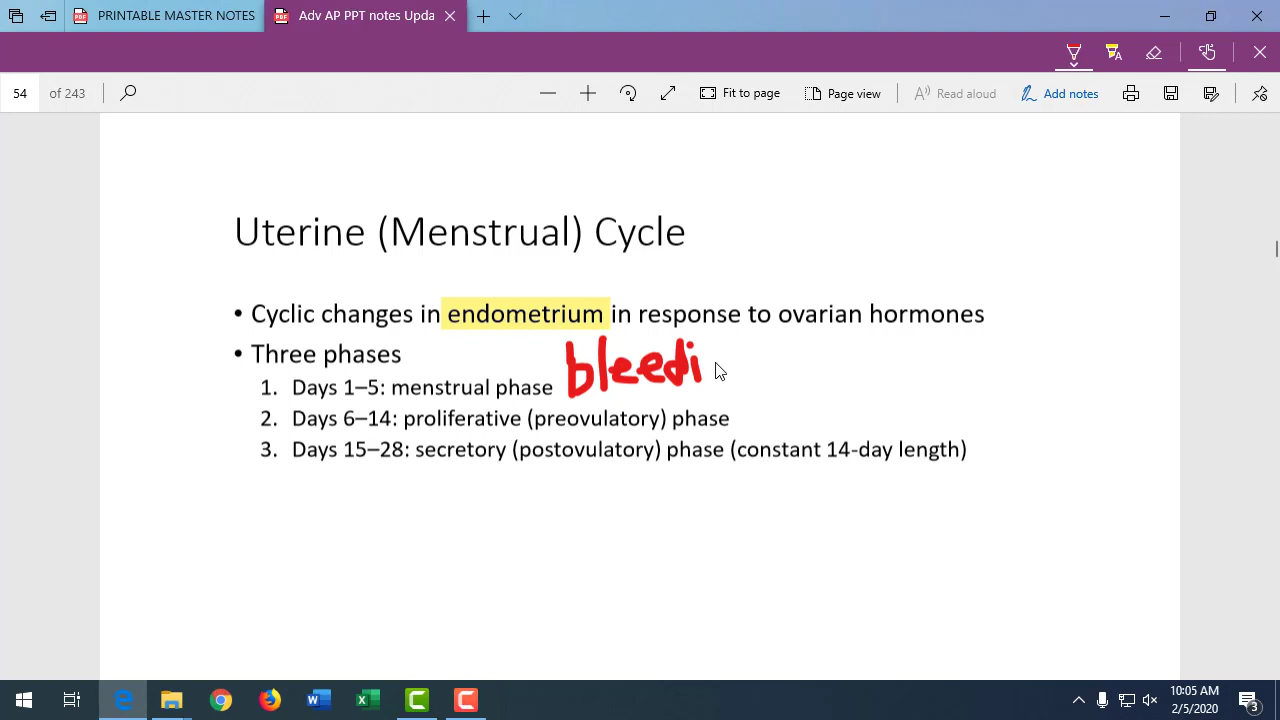 PRINTABLE MASTER NOTES
Adv AP PPT notes Upda
54 of 243
Fit to page
Page view
Read aloud
Add notes
Uterine (Menstrual) Cycle
• Cyclic changes in endometrium in response to ovarian hormones
• Three phases
bleedi
1. Days 1–5: menstrual phase
2. Days 6–14: proliferative (preovulatory) phase
3. Days 15–28: secretory (postovulatory) phase (constant 14-day length)
10:05 AM
2/5/2020
3